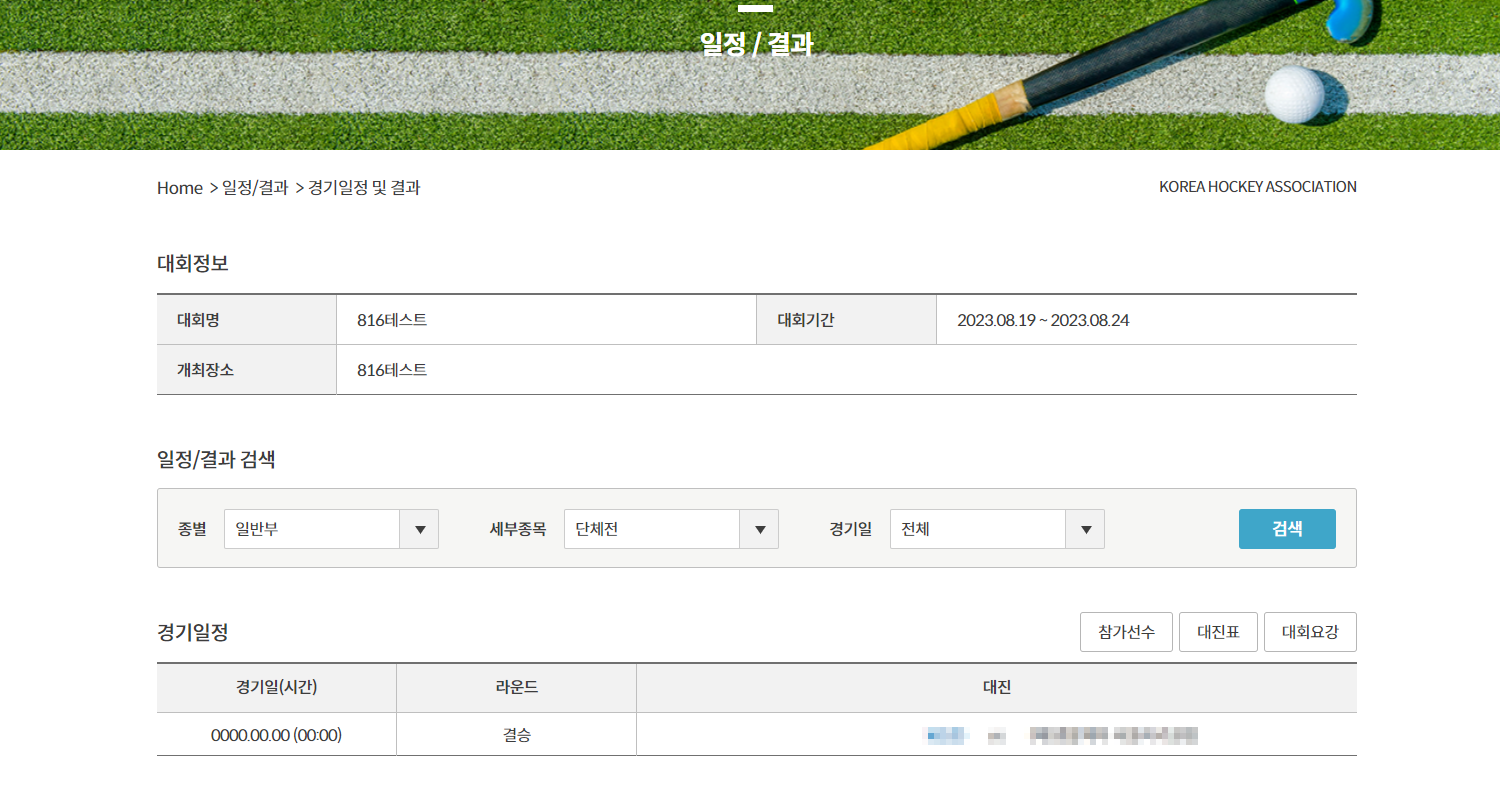 일정 / 결과
Home > 일정/결과 > 경기일정 및 결과
KOREA HOCKEY ASSOCIATION
대회정보
대회명 816테스트 대회기간 2023.08.19 ~ 2023.08.24
개최장소 816테스트
일정/결과 검색
종별 일반부 세부종목 단체전 경기일 전체 검색
경기일정
참가선수 대진표 대회요강
경기일(시간) 라운드 대진
0000.00.00 (00:00) 결승